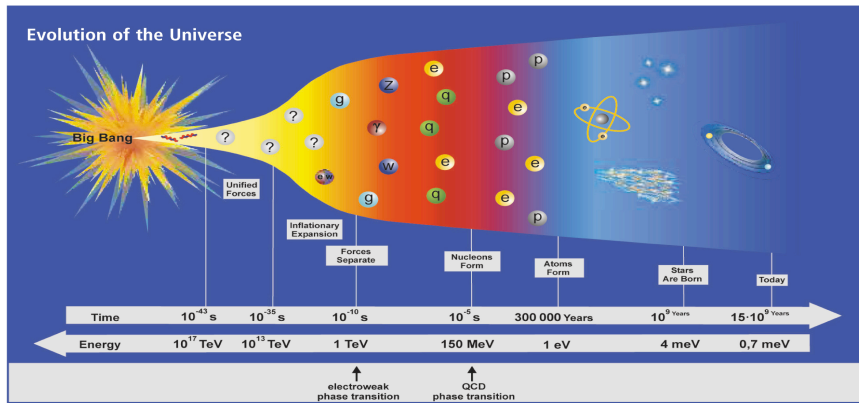 Evolution of the Universe
Big Bang
?
?
?
?
e w
g
g
Z
γ
w
e
q
q
e
q
p
p
e
p
e
e
p
Unified
Forces
Inflationary
Expansion
Forces
Separate
Nucleons
Form
Atoms
Form
Stars
Are Born
Today
Time 10⁻⁴³ s 10⁻³⁵ s 10⁻¹⁰ s 10⁻⁵ s 300 000 Years 10⁹ Years 15·10⁹ Years
Energy 10¹⁷ TeV 10¹³ TeV 1 TeV 150 MeV 1 eV 4 meV 0,7 meV
electroweak
phase transition
QCD
phase transition